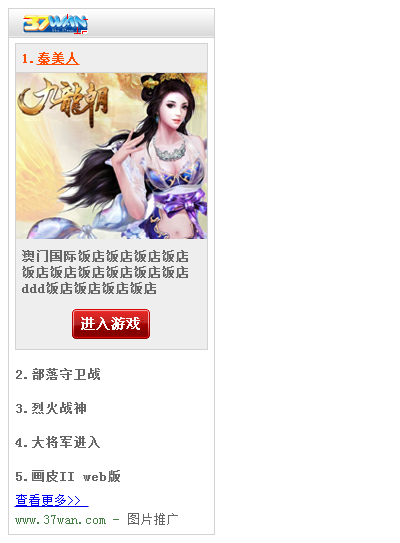 37WAN
1.秦美人
九龍朝
澳门国际饭店饭店饭店饭店
饭店饭店饭店饭店饭店饭店
ddd饭店饭店饭店饭店
进入游戏
2.部落守卫战
3.烈火战神
4.大将军进入
5.画皮II web版
查看更多>>
www.37wan.com - 图片推广